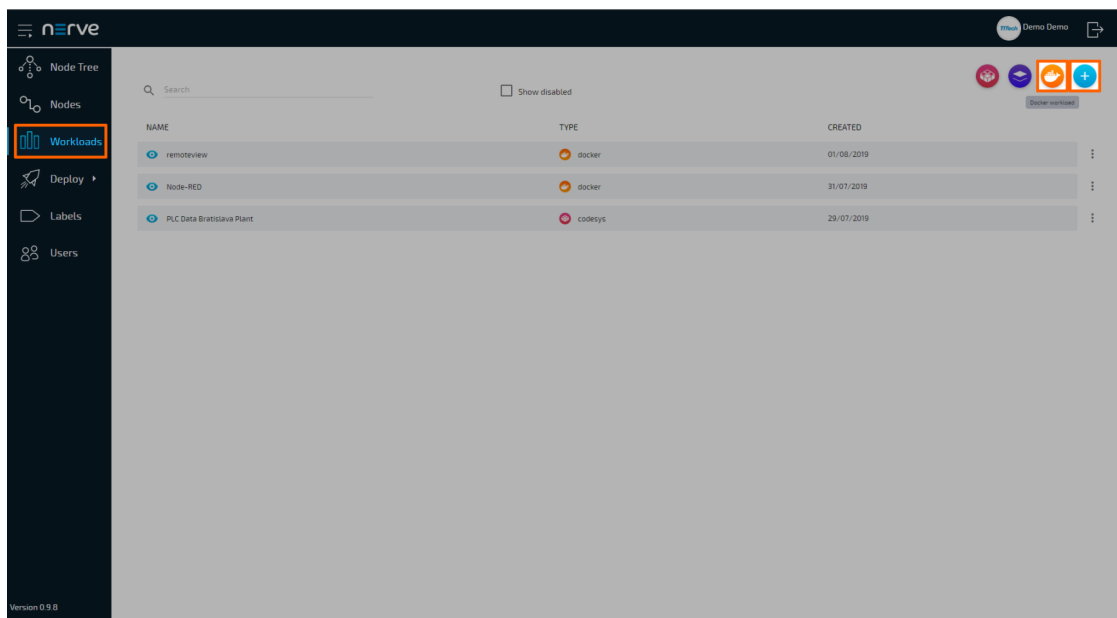 nerve
TTTech Demo Demo
Node Tree
Nodes
Workloads
Deploy
Labels
Users
Search
Show disabled
Docker workload
NAME TYPE CREATED
remoteview docker 01/08/2019
Node-RED docker 31/07/2019
PLC Data Bratislava Plant codesys 29/07/2019
Version 0.9.8